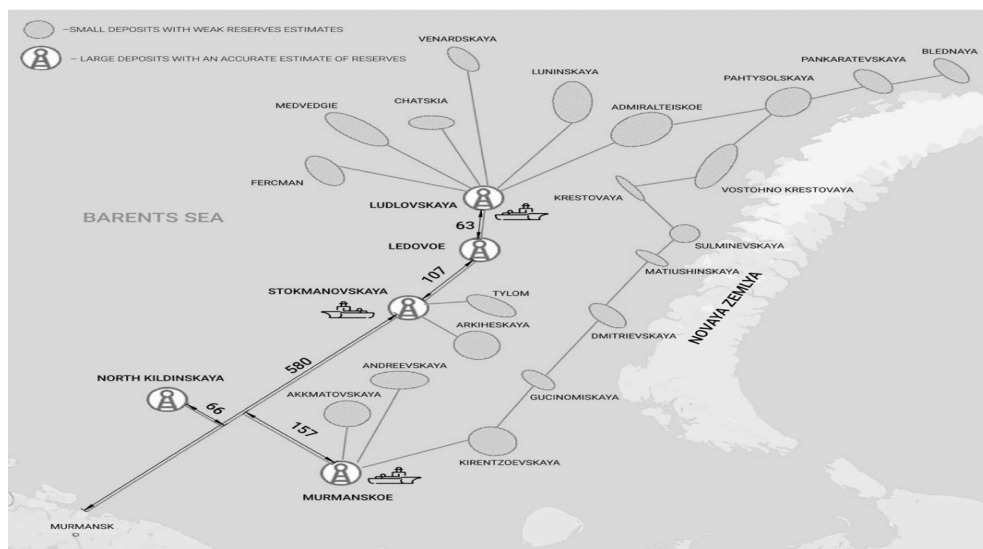 –SMALL DEPOSITS WITH WEAK RESERVES ESTIMATES
– LARGE DEPOSITS WITH AN ACCURATE ESTIMATE OF RESERVES
VENARDSKAYA
LUNINSKAYA
PANKARATEVSKAYA
BLEDNAYA
PAHTYSOLSKAYA
MEDVEDGIE
CHATSKIA
ADMIRALTEISKOE
FERCMAN
KRESTOVAYA
VOSTOHNO KRESTOVAYA
LUDLOVSKAYA
BARENTS SEA
63
LEDOVOE
SULMINEVSKAYA
MATIUSHINSKAYA
107
STOKMANOVSKAYA
TYLOM
ARKIHESKAYA
DMITRIEVSKAYA
NOVAYA ZEMLYA
580
ANDREEVSKAYA
NORTH KILDINSKAYA
AKKMATOVSKAYA
GUCINOMISKAYA
66
157
KIRENTZOEVSKAYA
MURMANSKOE
MURMANSK